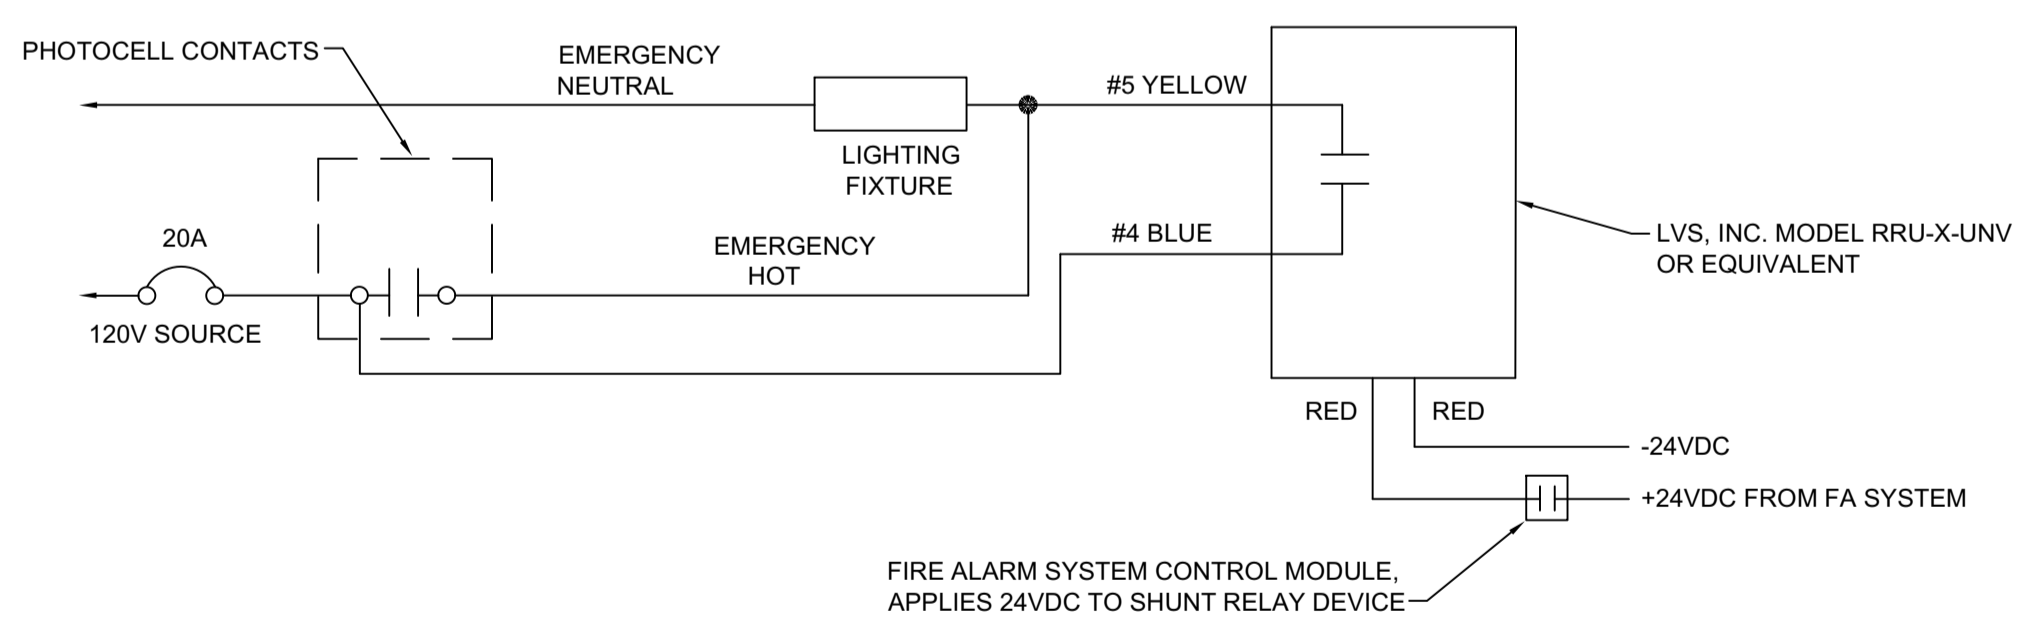 PHOTOCELL CONTACTS
EMERGENCY
NEUTRAL
#5 YELLOW
LIGHTING
FIXTURE
20A
120V SOURCE
EMERGENCY
HOT
#4 BLUE
LVS, INC. MODEL RRU-X-UNV
OR EQUIVALENT
RED
RED
-24VDC
+24VDC FROM FA SYSTEM
FIRE ALARM SYSTEM CONTROL MODULE,
APPLIES 24VDC TO SHUNT RELAY DEVICE